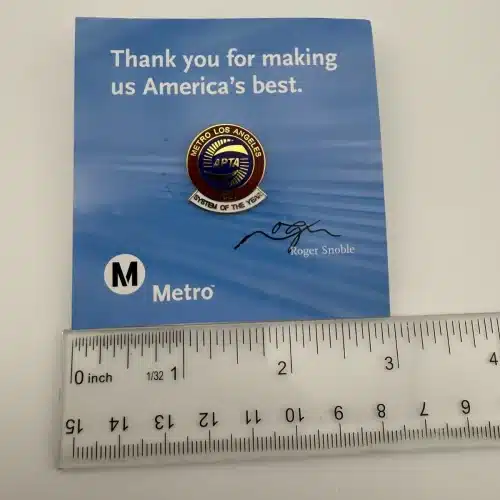 Thank you for making
us America's best.
METRO LOS ANGELES
APTA
SYSTEM OF THE YEAR
Roger Snoble
M
Metro
0 inch 1/32 1 2 3 4
15 14 13 12 11 10 9 8 7 6